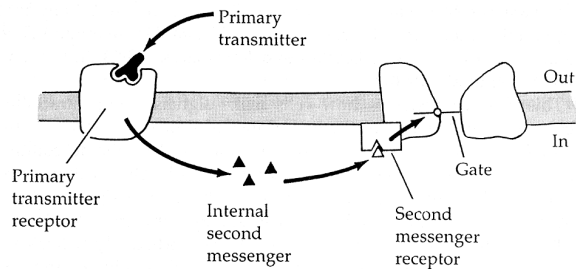 Primary
transmitter
Out
In
Gate
Primary
transmitter
receptor
Internal
second
messenger
Second
messenger
receptor